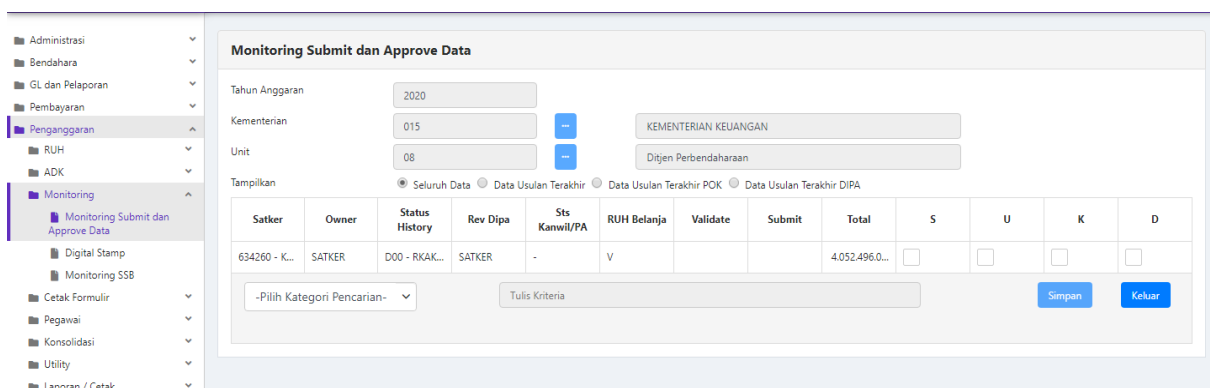 Administrasi
Bendahara
GL dan Pelaporan
Pembayaran
Penganggaran
RUH
ADK
Monitoring
Monitoring Submit dan
Approve Data
Digital Stamp
Monitoring SSB
Cetak Formulir
Pegawai
Konsolidasi
Utility
Laporan / Cetak
Monitoring Submit dan Approve Data
Tahun Anggaran 2020
Kementerian 015 ... KEMENTERIAN KEUANGAN
Unit 08 ... Ditjen Perbendaharaan
Tampilkan Seluruh Data Data Usulan Terakhir Data Usulan Terakhir POK Data Usulan Terakhir DIPA
Satker Owner Status History Rev Dipa Sts Kanwil/PA RUH Belanja Validate Submit Total S U K D
634260 - K... SATKER D00 - RKAK... SATKER - V 4.052.496.0...
-Pilih Kategori Pencarian- Tulis Kriteria Simpan Keluar